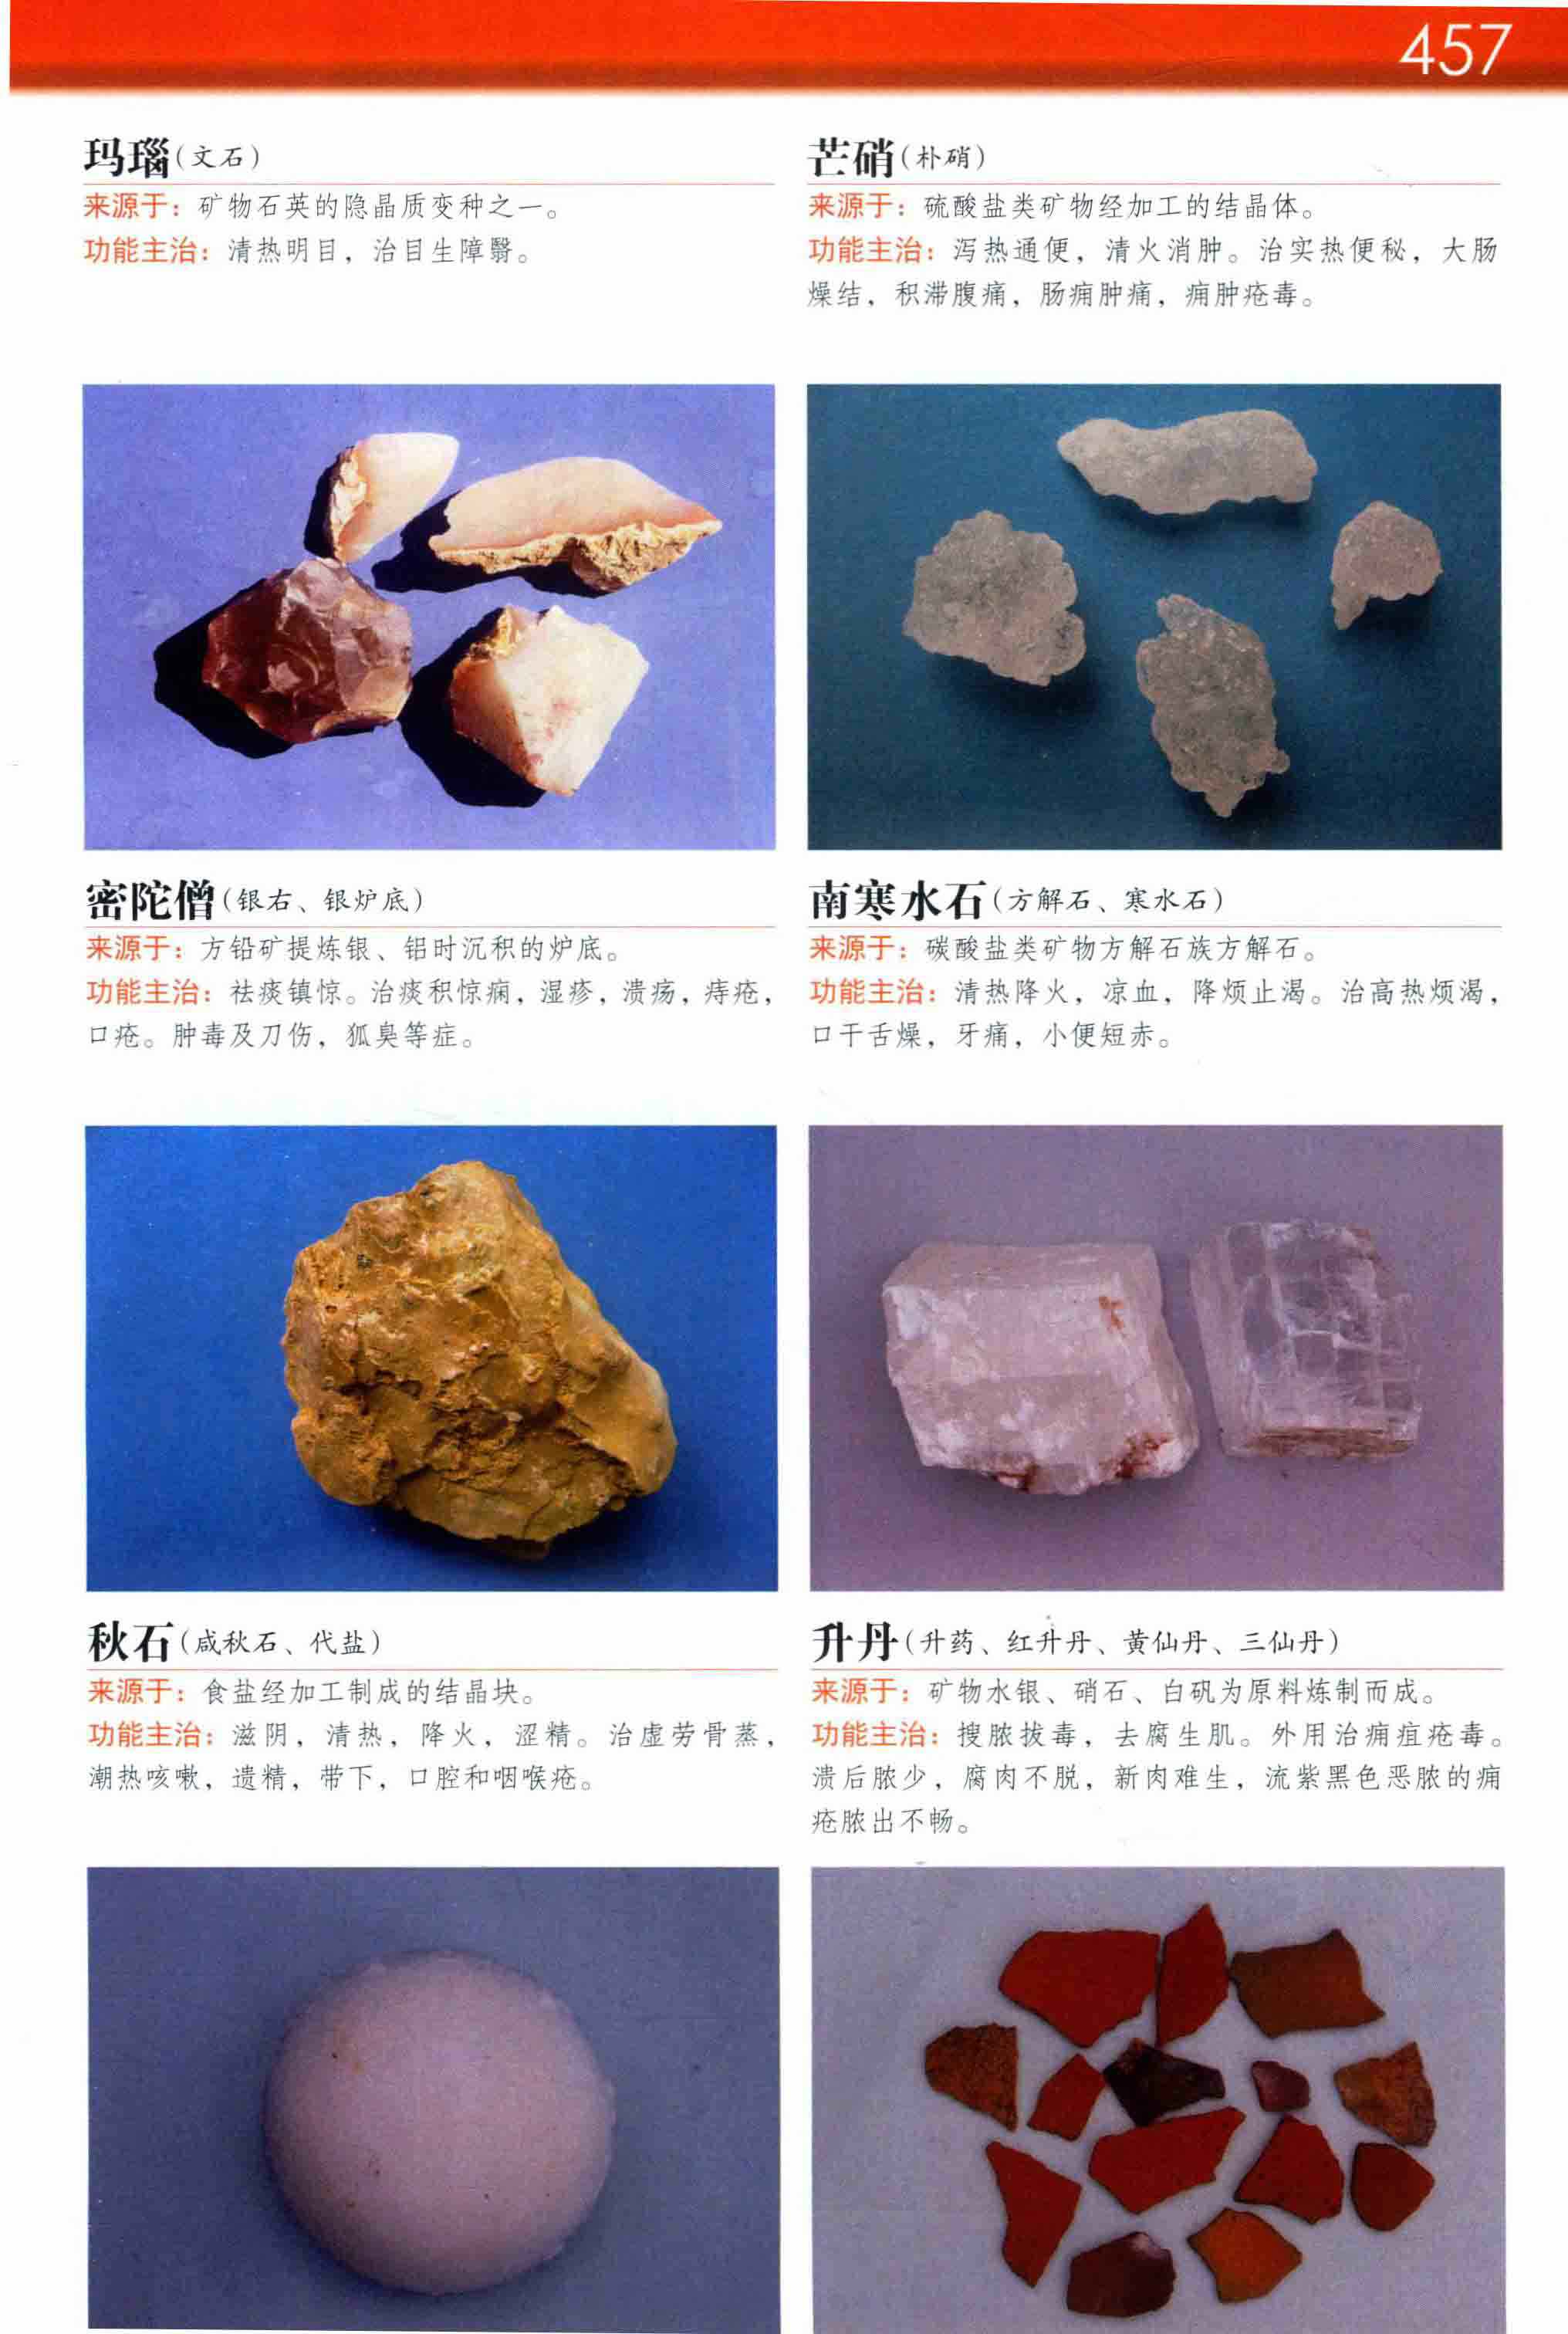 457
玛瑙(文石)
来源于：矿物石英的隐晶质变种之一。
功能主治：清热明目，治目生障翳。
芒硝(朴硝)
来源于：硫酸盐类矿物经加工的结晶体。
功能主治：泻热通便，清火消肿。治实热便秘，大肠
燥结，积滞腹痛，肠痈肿痛，痈肿疮毒。
密陀僧(银右、银炉底)
来源于：方铅矿提炼银、铝时沉积的炉底。
功能主治：祛痰镇惊。治痰积惊痫，湿疹，溃疡，痔疮，
口疮。肿毒及刀伤，狐臭等症。
南寒水石(方解石、寒水石)
来源于：碳酸盐类矿物方解石族方解石。
功能主治：清热降火，凉血，降烦止渴。治高热烦渴，
口干舌燥，牙痛，小便短赤。
秋石(咸秋石、代盐)
来源于：食盐经加工制成的结晶块。
功能主治：滋阴，清热，降火，涩精。治虚劳骨蒸，
潮热咳嗽，遗精，带下，口腔和咽喉疮。
升丹(升药、红升丹、黄仙丹、三仙丹)
来源于：矿物水银、硝石、白矾为原料炼制而成。
功能主治：搜脓拔毒，去腐生肌。外用治痈疽疮毒。
溃后脓少，腐肉不脱，新肉难生，流紫黑色恶脓的痈
疮脓出不畅。